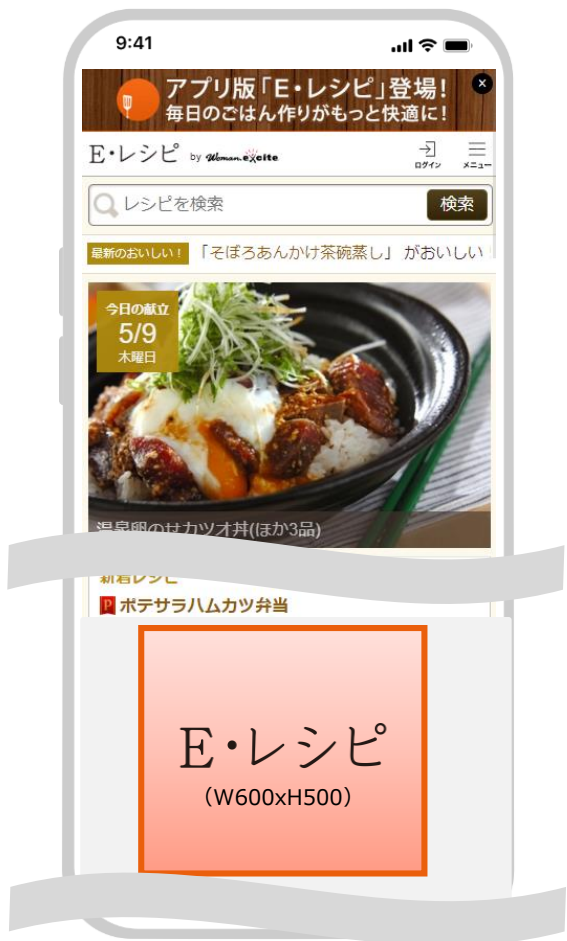 9:41
アプリ版「E・レシピ」登場!
毎日のごはん作りがもっと快適に!
×
E・レシピ by Woman.excite
ログイン
メニュー
レシピを検索
検索
最新のおいしい! 「そぼろあんかけ茶碗蒸し」 がおいしい
今日の献立
5/9
木曜日
温泉卵のせカツオ丼(ほか3品)
新着レシピ
P ポテサラハムカツ弁当
E・レシピ
(W600xH500)